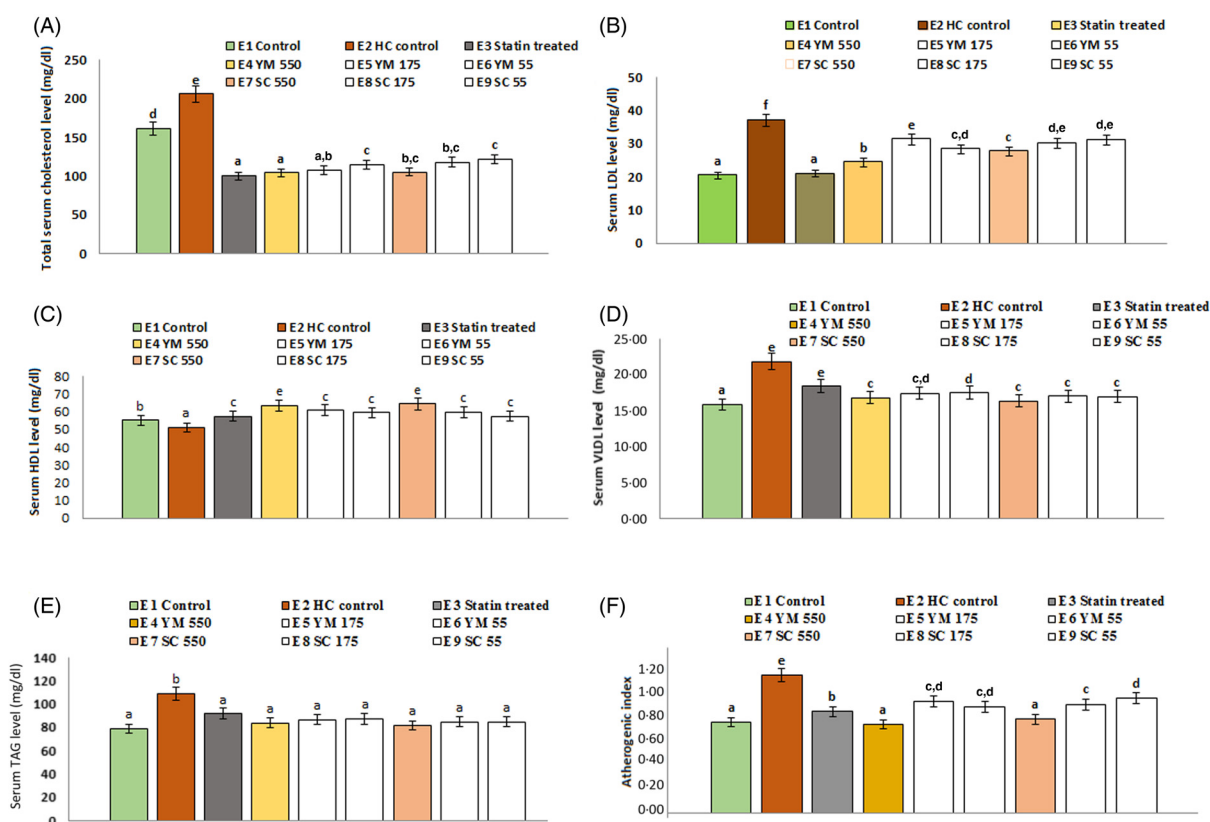 (A)
E1 Control E2 HC control E3 Statin treated
E4 YM 550 E5 YM 175 E6 YM 55
E7 SC 550 E8 SC 175 E9 SC 55
Total serum cholesterol level (mg/dl)
250
200
150
100
50
0
d e a a a,b c b,c b,c c
(B)
E1 Control E2 HC control E3 Statin treated
E4 YM 550 E5 YM 175 E6 YM 55
E7 SC 550 E8 SC 175 E9 SC 55
Serum LDL level (mg/dl)
50
40
30
20
10
0
a f a b e c,d c d,e d,e
(C)
E1 Control E2 HC control E3 Statin treated
E4 YM 550 E5 YM 175 E6 YM 55
E7 SC 550 E8 SC 175 E9 SC 55
Serum HDL level (mg/dl)
80
70
60
50
40
30
20
10
0
b a c e c c e c c
(D)
E1 Control E2 HC control E3 Statin treated
E4 YM 550 E5 YM 175 E6 YM 55
E7 SC 550 E8 SC 175 E9 SC 55
Serum VLDL level (mg/dl)
25·00
20·00
15·00
10·00
5·00
0·00
a e e c c,d d c c c
(E)
E1 Control E2 HC control E3 Statin treated
E4 YM 550 E5 YM 175 E6 YM 55
E7 SC 550 E8 SC 175 E9 SC 55
Serum TAG level (mg/dl)
140
120
100
80
60
40
20
0
a b a a a a a a a
(F)
E1 Control E2 HC control E3 Statin treated
E4 YM 550 E5 YM 175 E6 YM 55
E7 SC 550 E8 SC 175 E9 SC 55
Atherogenic index
1·20
1·00
0·80
0·60
0·40
0·20
0·00
a e b a c,d c,d a c d